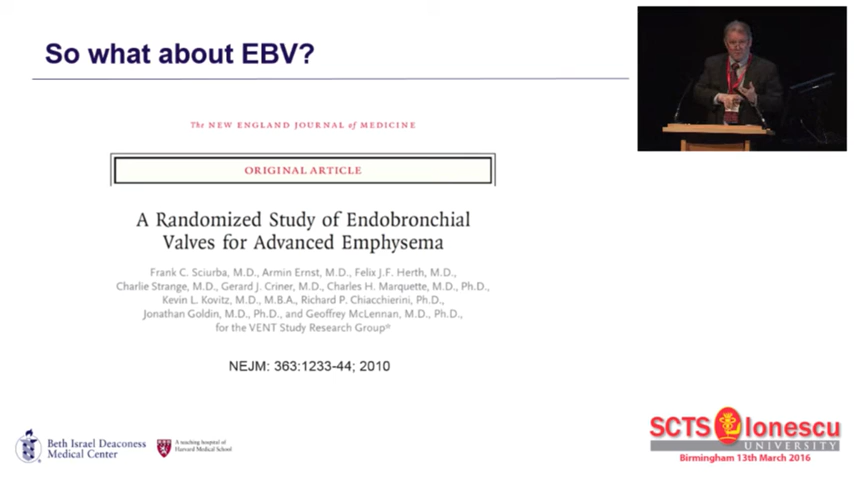 So what about EBV?
The NEW ENGLAND JOURNAL of MEDICINE
ORIGINAL ARTICLE
A Randomized Study of Endobronchial
Valves for Advanced Emphysema
Frank C. Sciurba, M.D., Armin Ernst, M.D., Felix J.F. Herth, M.D.,
Charlie Strange, M.D., Gerard J. Criner, M.D., Charles H. Marquette, M.D., Ph.D.,
Kevin L. Kovitz, M.D., M.B.A., Richard P. Chiacchierini, Ph.D.,
Jonathan Goldin, M.D., Ph.D., and Geoffrey McLennan, M.D., Ph.D.,
for the VENT Study Research Group*
NEJM: 363:1233-44; 2010
Beth Israel Deaconess
Medical Center
A teaching hospital of
Harvard Medical School
SCTS Ionescu
UNIVERSITY
Birmingham 13th March 2016